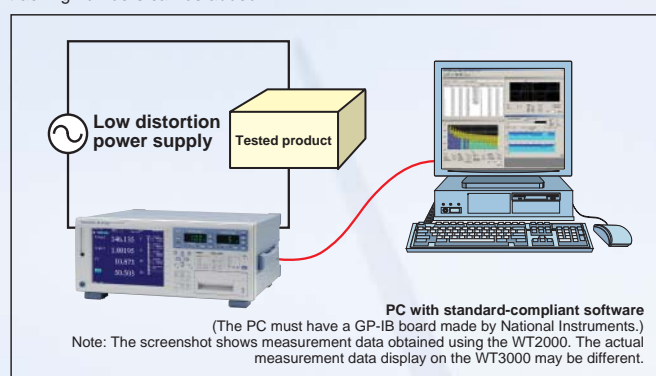 Low distortion
power supply
Tested product
PC with standard-compliant software
(The PC must have a GP-IB board made by National Instruments.)
Note: The screenshot shows measurement data obtained using the WT2000. The actual
measurement data display on the WT3000 may be different.